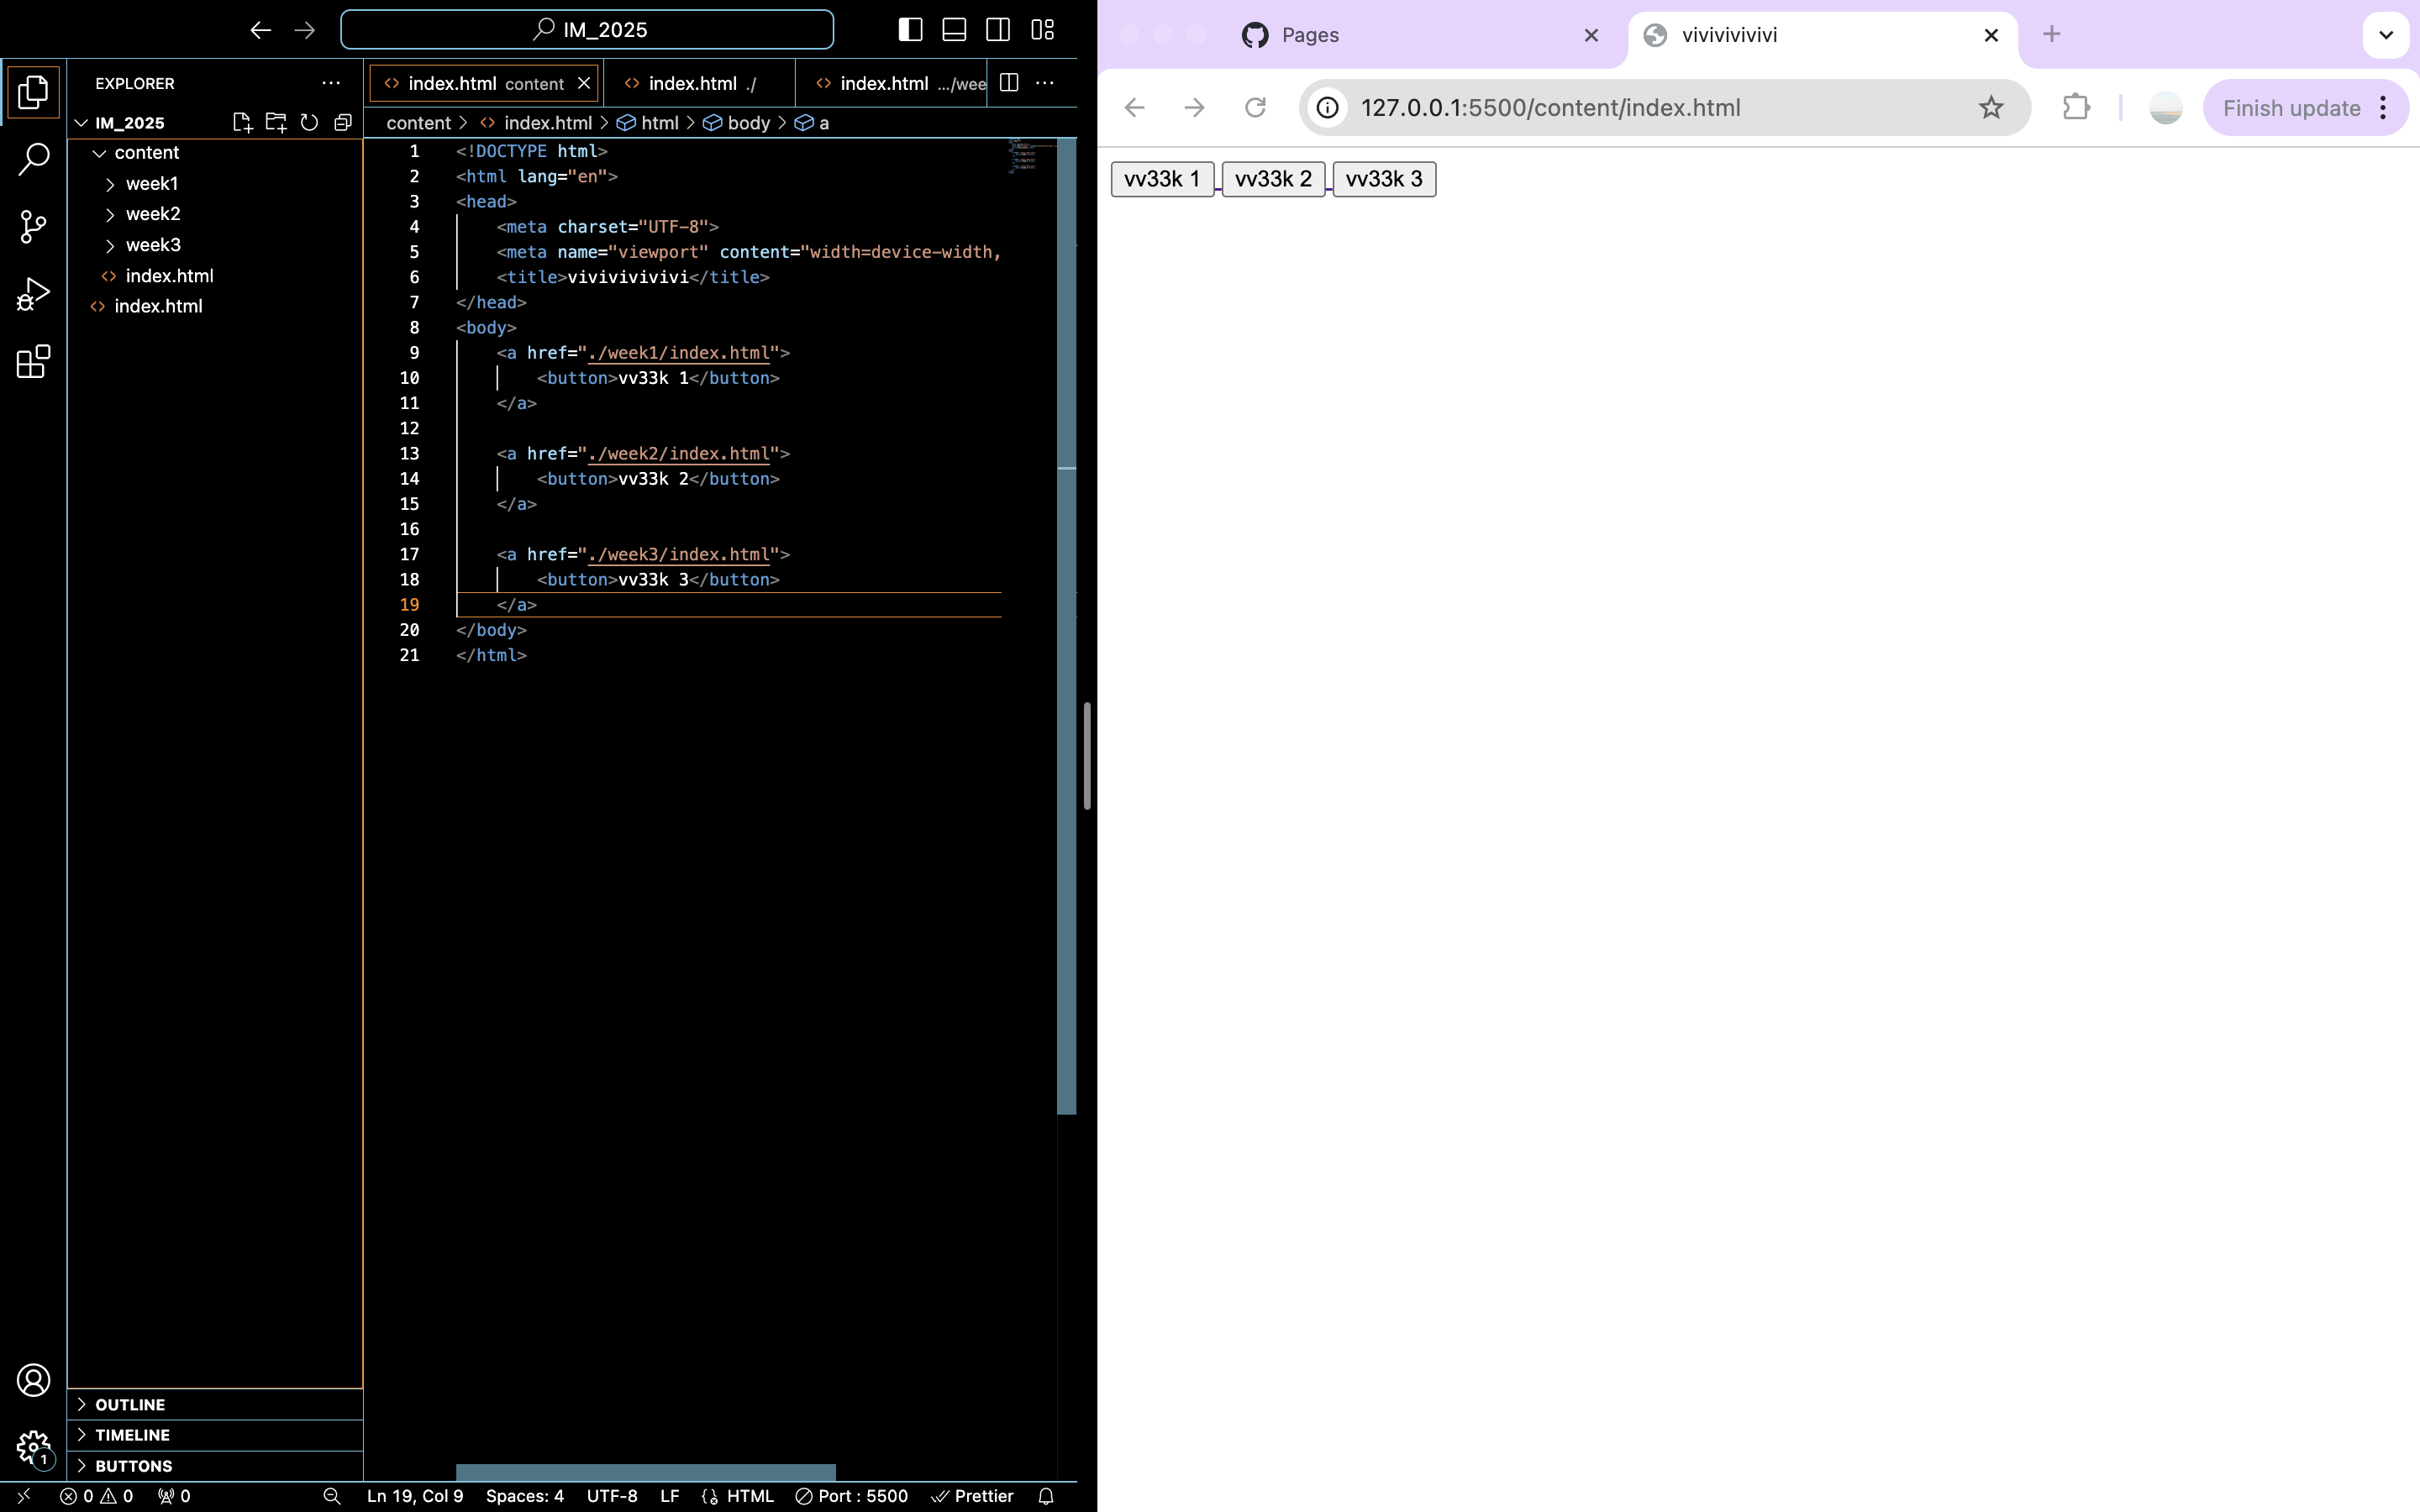 IM_2025
EXPLORER
IM_2025
content
week1
week2
week3
index.html
index.html
OUTLINE
TIMELINE
BUTTONS
index.html content
index.html ./
index.html .../wee
content > index.html > html > body > a
1 <!DOCTYPE html>
2 <html lang="en">
3 <head>
4 <meta charset="UTF-8">
5 <meta name="viewport" content="width=device-width,
6 <title>vivivivivivi</title>
7 </head>
8 <body>
9 <a href="./week1/index.html">
10 <button>vv33k 1</button>
11 </a>
12
13 <a href="./week2/index.html">
14 <button>vv33k 2</button>
15 </a>
16
17 <a href="./week3/index.html">
18 <button>vv33k 3</button>
19 </a>
20 </body>
21 </html>
1
0 0 0 Ln 19, Col 9 Spaces: 4 UTF-8 LF HTML Port : 5500 Prettier
Pages
vivivivivivi
127.0.0.1:5500/content/index.html
Finish update
vv33k 1 vv33k 2 vv33k 3